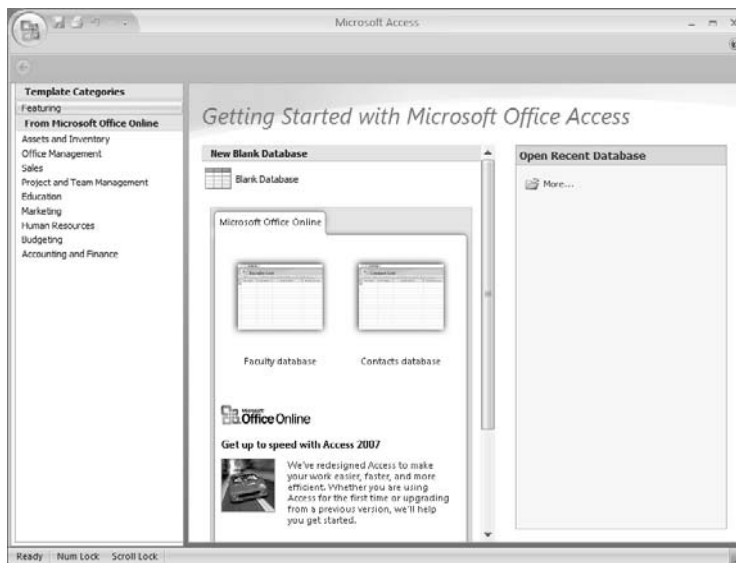 Microsoft Access
Template Categories
Featuring
From Microsoft Office Online
Assets and Inventory
Office Management
Sales
Project and Team Management
Education
Marketing
Human Resources
Budgeting
Accounting and Finance
Getting Started with Microsoft Office Access
New Blank Database
Blank Database
Microsoft Office Online
Faculty database
Contacts database
Microsoft
Office Online
Get up to speed with Access 2007
We've redesigned Access to make
your work easier, faster, and more
efficient. Whether you are using
Access for the first time or upgrading
from a previous version, we'll help
you get started.
Open Recent Database
More...
Ready Num Lock Scroll Lock